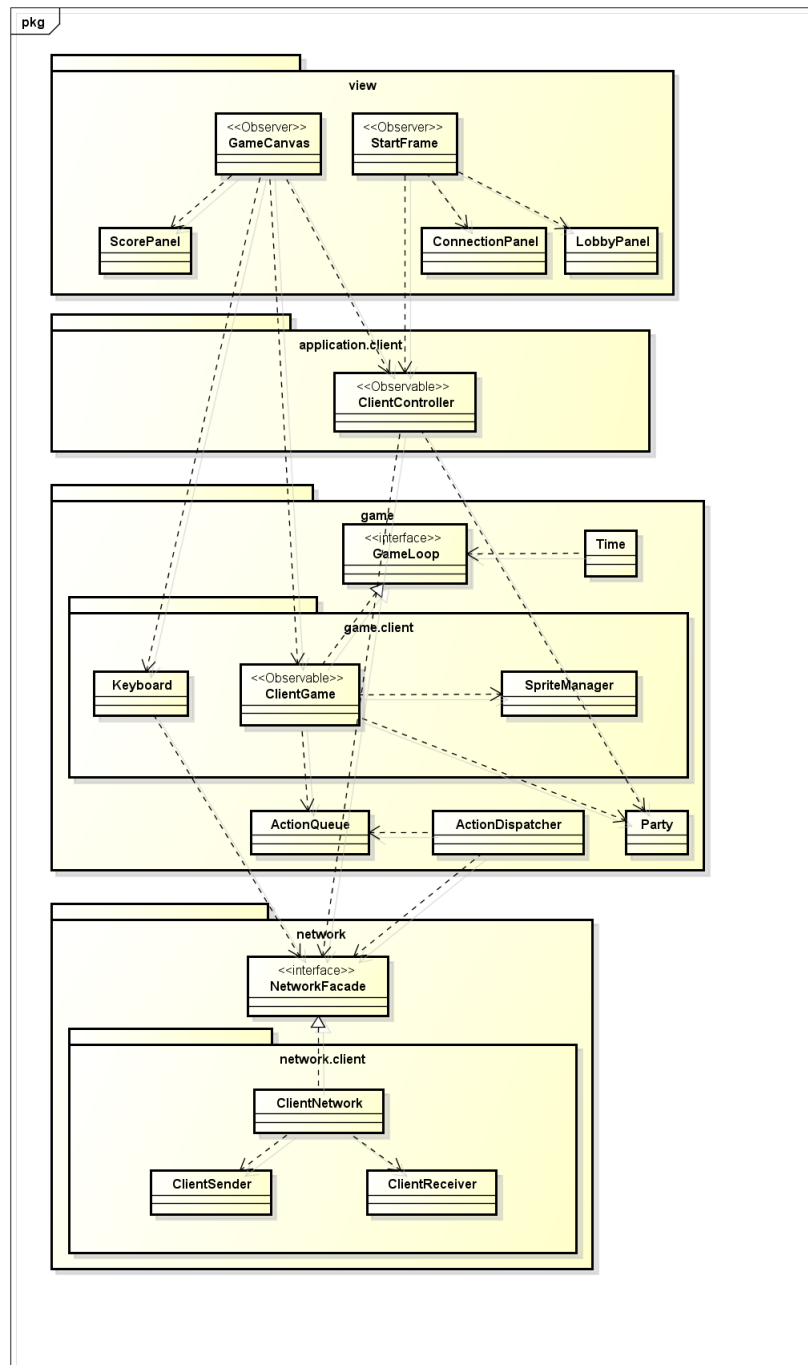 pkg
view
<<Observer>>
GameCanvas
<<Observer>>
StartFrame
ScorePanel
ConnectionPanel
LobbyPanel
application.client
<<Observable>>
ClientController
game
<<interface>>
GameLoop
Time
game.client
Keyboard
<<Observable>>
ClientGame
SpriteManager
ActionQueue
ActionDispatcher
Party
network
<<interface>>
NetworkFacade
network.client
ClientNetwork
ClientSender
ClientReceiver